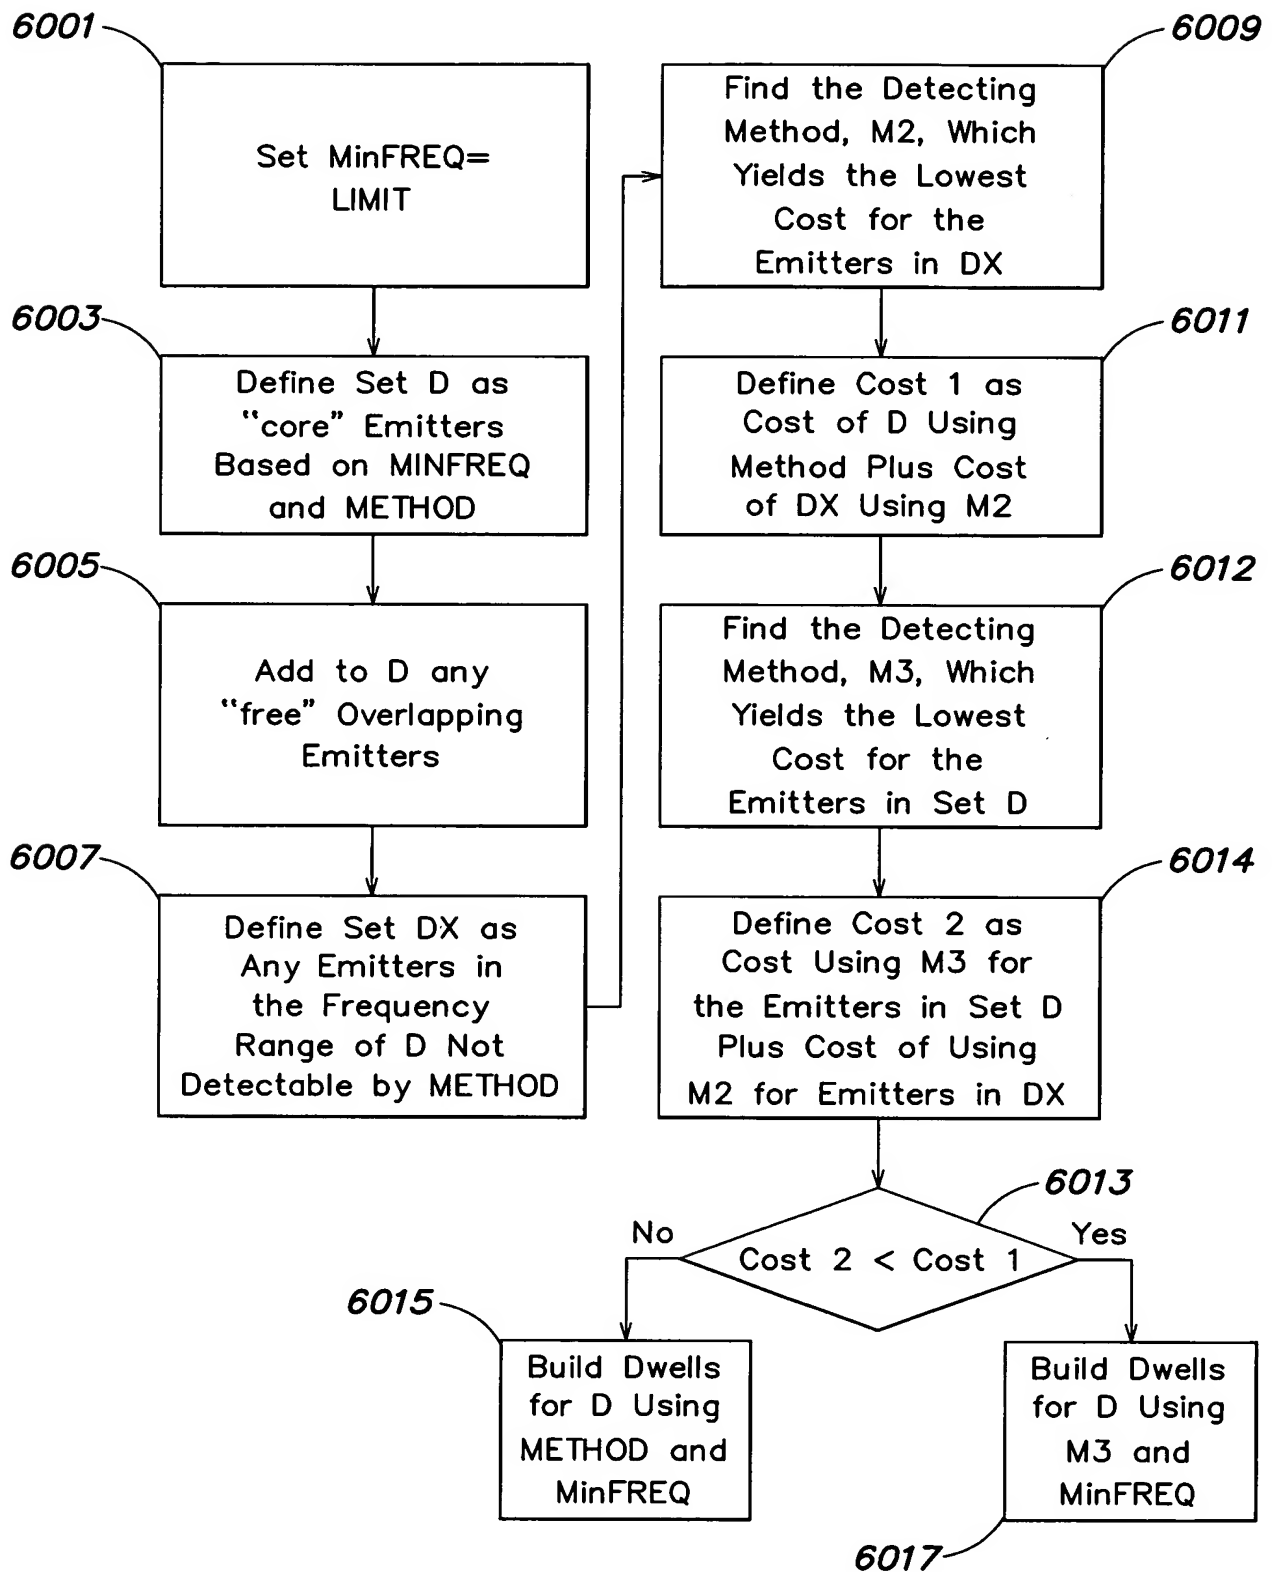 6001
Set MinFREQ=
LIMIT
6003
Define Set D as
"core" Emitters
Based on MINFREQ
and METHOD
6005
Add to D any
"free" Overlapping
Emitters
6007
Define Set DX as
Any Emitters in
the Frequency
Range of D Not
Detectable by METHOD
6009
Find the Detecting
Method, M2, Which
Yields the Lowest
Cost for the
Emitters in DX
6011
Define Cost 1 as
Cost of D Using
Method Plus Cost
of DX Using M2
6012
Find the Detecting
Method, M3, Which
Yields the Lowest
Cost for the
Emitters in Set D
6014
Define Cost 2 as
Cost Using M3 for
the Emitters in Set D
Plus Cost of Using
M2 for Emitters in DX
6013
No
Cost 2 < Cost 1
Yes
6015
Build Dwells
for D Using
METHOD and
MinFREQ
Build Dwells
for D Using
M3 and
MinFREQ
6017